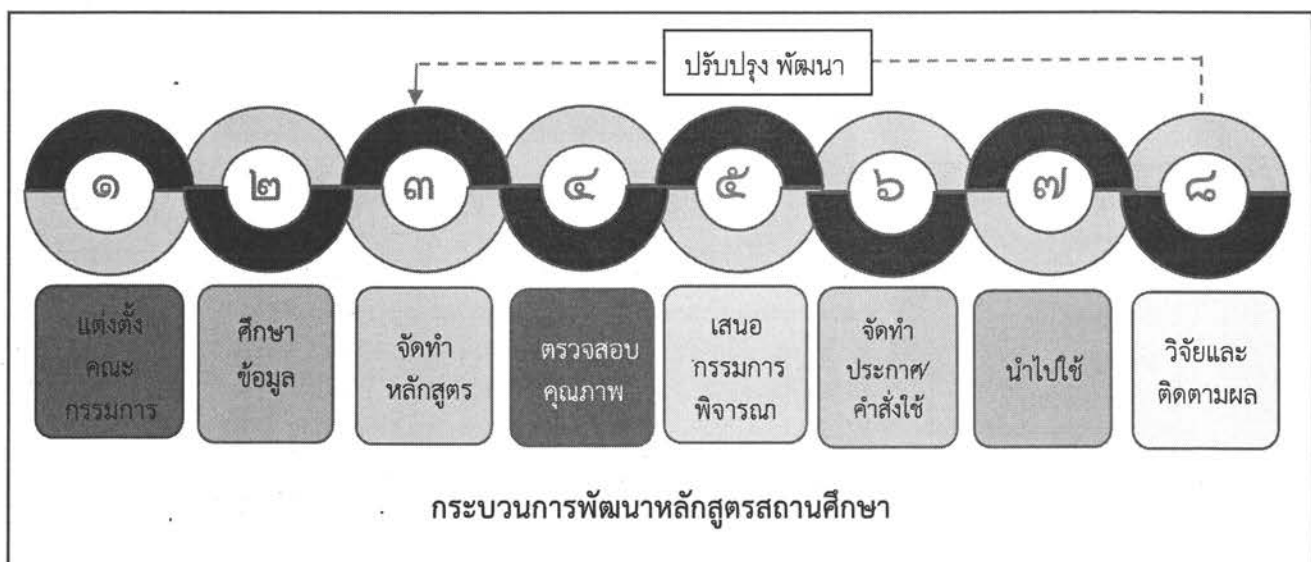 ปรับปรุง พัฒนา
๑
๒
๓
๔
๕
๖
๗
๘
แต่งตั้ง
คณะ
กรรมการ
ศึกษา
ข้อมูล
จัดทำ
หลักสูตร
ตรวจสอบ
คุณภาพ
เสนอ
กรรมการ
พิจารณา
จัดทำ
ประกาศ/
คำสั่งใช้
นำไปใช้
วิจัยและ
ติดตามผล
กระบวนการพัฒนาหลักสูตรสถานศึกษา